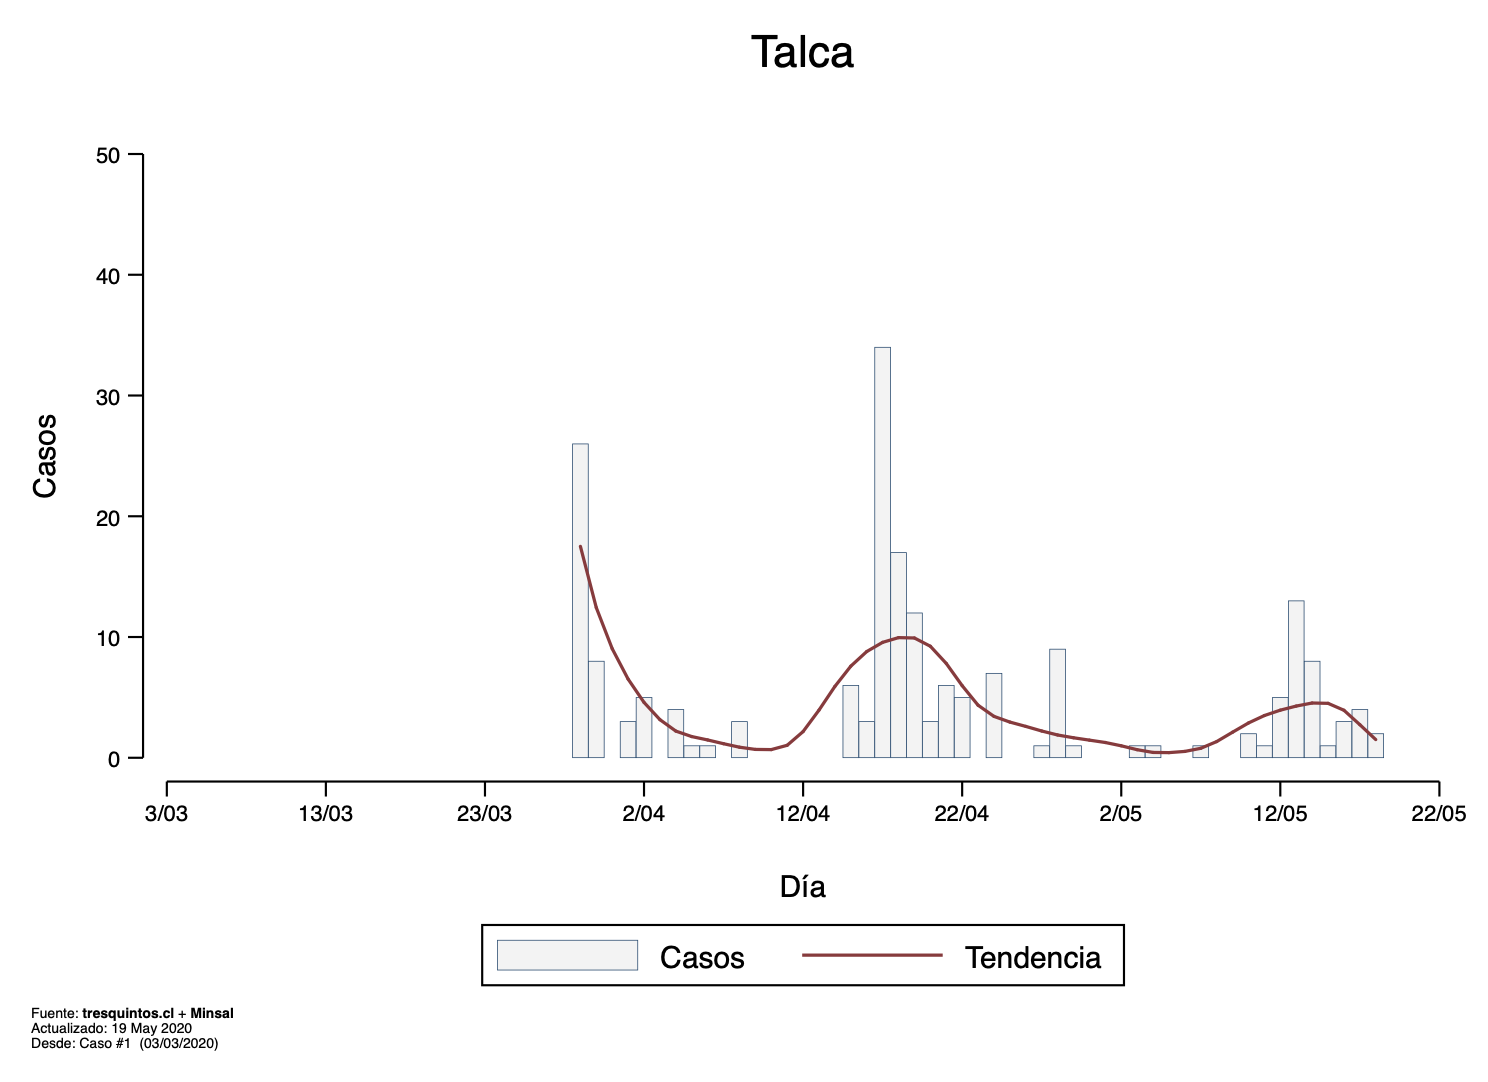 Talca
50
40
30
20
10
0
Casos
3/03 13/03 23/03 2/04 12/04 22/04 2/05 12/05 22/05
Día
Casos Tendencia
Fuente: tresquintos.cl + Minsal
Actualizado: 19 May 2020
Desde: Caso #1 (03/03/2020)